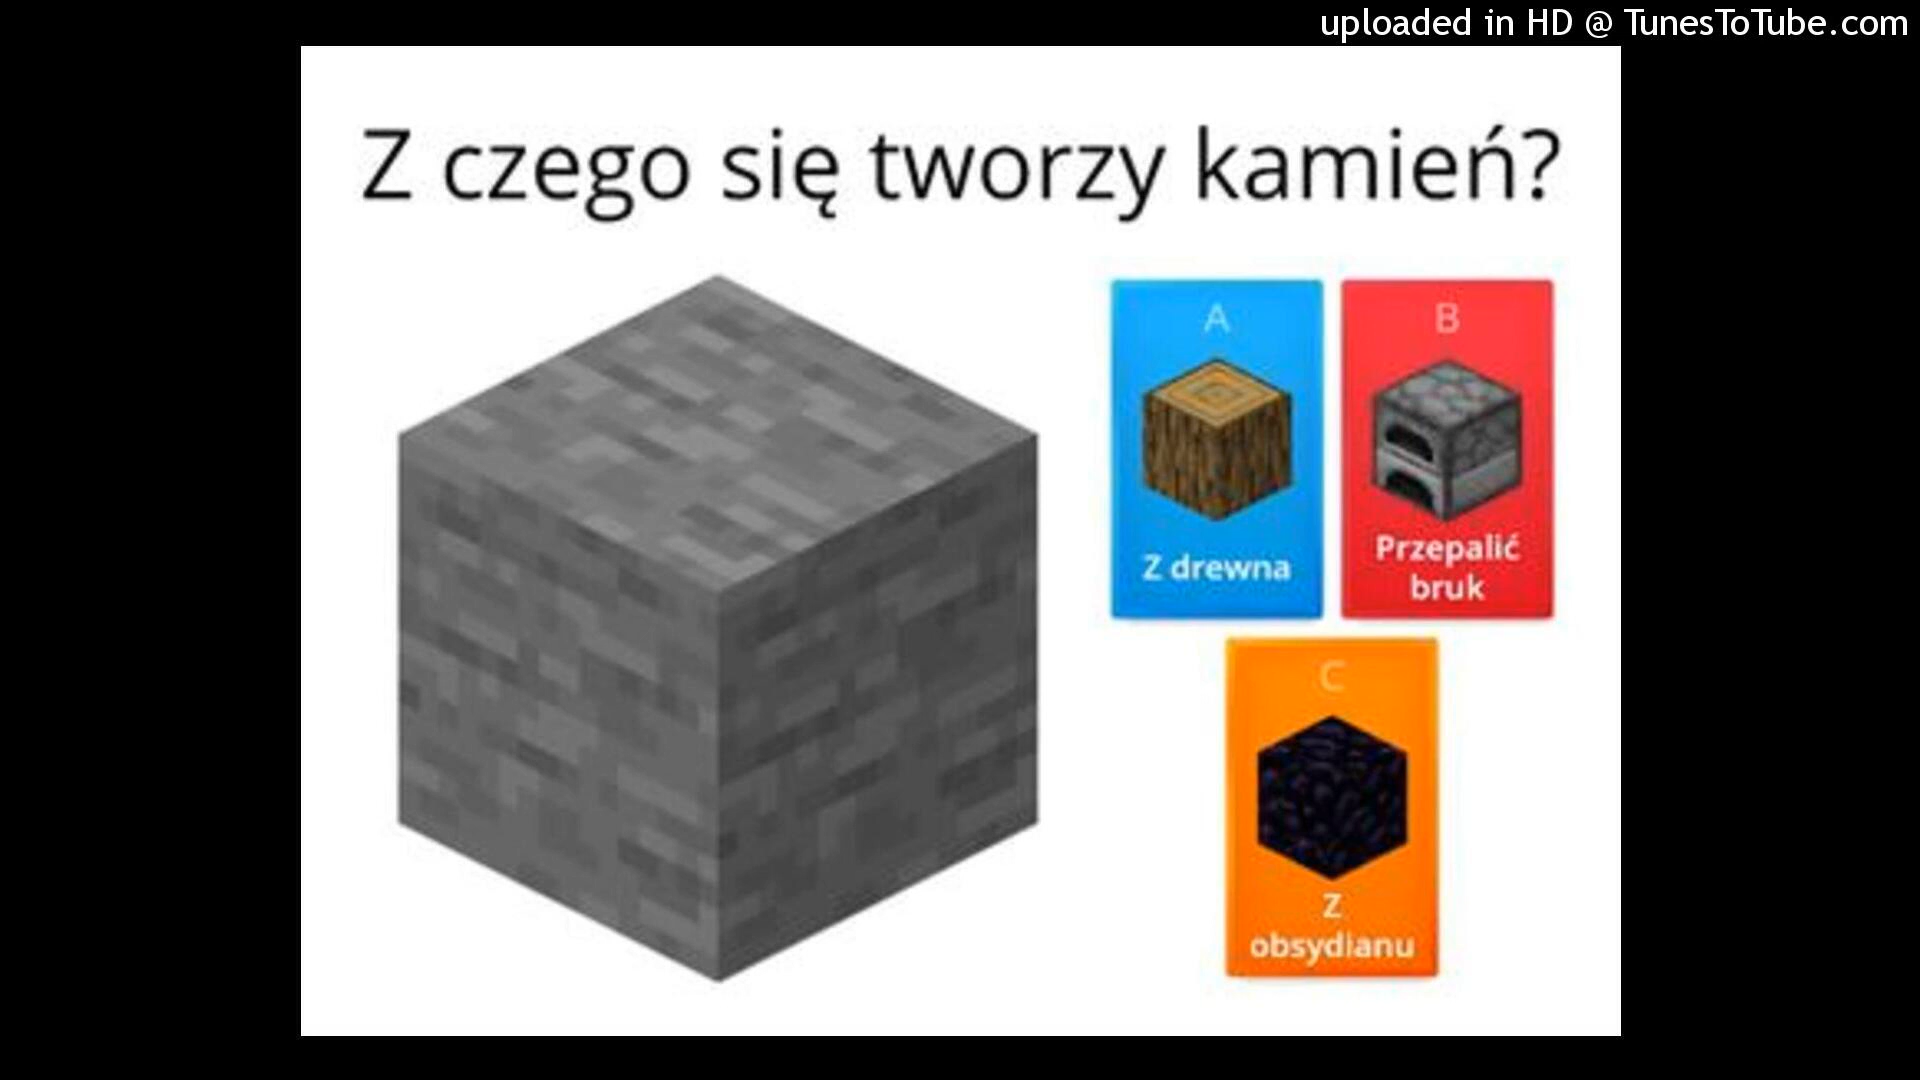 uploaded in HD @ TunesToTube.com
Z czego się tworzy kamień?
A
Z drewna
B
Przepalić
bruk
C
Z
obsydianu